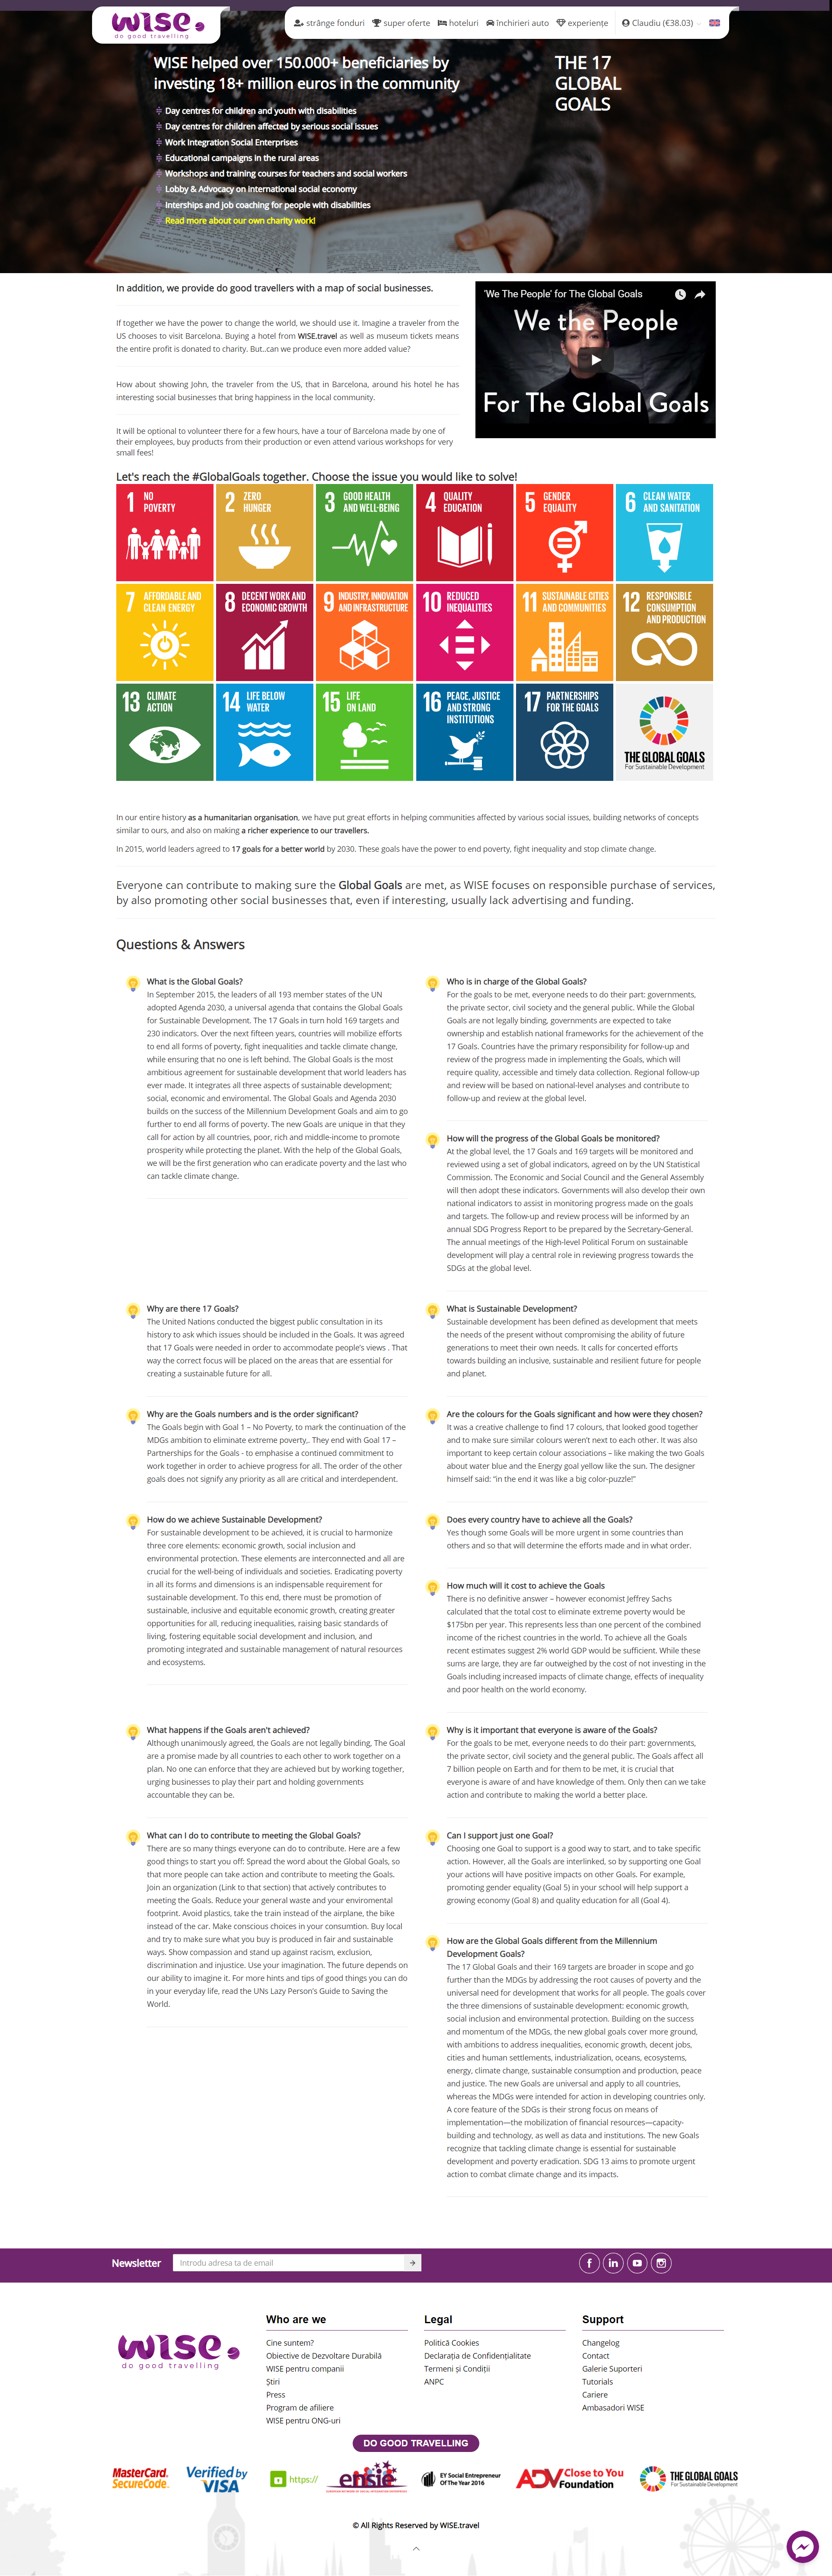 wise.
do good travelling
strânge fonduri super oferte hoteluri închirieri auto experiențe Claudiu (€38.03)
WISE helped over 150.000+ beneficiaries by
investing 18+ million euros in the community
Day centres for children and youth with disabilities
Day centres for children affected by serious social issues
Work Integration Social Enterprises
Educational campaigns in the rural areas
Workshops and training courses for teachers and social workers
Lobby & Advocacy on international social economy
Interships and job coaching for people with disabilities
Read more about our own charity work!
THE 17
GLOBAL
GOALS
In addition, we provide do good travellers with a map of social businesses.
If together we have the power to change the world, we should use it. Imagine a traveler from the
US chooses to visit Barcelona. Buying a hotel from WISE.travel as well as museum tickets means
the entire profit is donated to charity. But..can we produce even more added value?
How about showing John, the traveler from the US, that in Barcelona, around his hotel he has
interesting social businesses that bring happiness in the local community.
It will be optional to volunteer there for a few hours, have a tour of Barcelona made by one of
their employees, buy products from their production or even attend various workshops for very
small fees!
'We The People' for The Global Goals
We the People
For The Global Goals
Let's reach the #GlobalGoals together. Choose the issue you would like to solve!
1 NO
POVERTY
2 ZERO
HUNGER
3 GOOD HEALTH
AND WELL-BEING
4 QUALITY
EDUCATION
5 GENDER
EQUALITY
6 CLEAN WATER
AND SANITATION
7 AFFORDABLE AND
CLEAN ENERGY
8 DECENT WORK AND
ECONOMIC GROWTH
9 INDUSTRY, INNOVATION
AND INFRASTRUCTURE
10 REDUCED
INEQUALITIES
11 SUSTAINABLE CITIES
AND COMMUNITIES
12 RESPONSIBLE
CONSUMPTION
AND PRODUCTION
13 CLIMATE
ACTION
14 LIFE BELOW
WATER
15 LIFE
ON LAND
16 PEACE, JUSTICE
AND STRONG
INSTITUTIONS
17 PARTNERSHIPS
FOR THE GOALS
THE GLOBAL GOALS
For Sustainable Development
In our entire history as a humanitarian organisation, we have put great efforts in helping communities affected by various social issues, building networks of concepts
similar to ours, and also on making a richer experience to our travellers.
In 2015, world leaders agreed to 17 goals for a better world by 2030. These goals have the power to end poverty, fight inequality and stop climate change.
Everyone can contribute to making sure the Global Goals are met, as WISE focuses on responsible purchase of services,
by also promoting other social businesses that, even if interesting, usually lack advertising and funding.
Questions & Answers
What is the Global Goals?
In September 2015, the leaders of all 193 member states of the UN
adopted Agenda 2030, a universal agenda that contains the Global Goals
for Sustainable Development. The 17 Goals in turn hold 169 targets and
230 indicators. Over the next fifteen years, countries will mobilize efforts
to end all forms of poverty, fight inequalities and tackle climate change,
while ensuring that no one is left behind. The Global Goals is the most
ambitious agreement for sustainable development that world leaders has
ever made. It integrates all three aspects of sustainable development;
social, economic and enviromental. The Global Goals and Agenda 2030
builds on the success of the Millennium Development Goals and aim to go
further to end all forms of poverty. The new Goals are unique in that they
call for action by all countries, poor, rich and middle-income to promote
prosperity while protecting the planet. With the help of the Global Goals,
we will be the first generation who can eradicate poverty and the last who
can tackle climate change.
Who is in charge of the Global Goals?
For the goals to be met, everyone needs to do their part: governments,
the private sector, civil society and the general public. While the Global
Goals are not legally binding, governments are expected to take
ownership and establish national frameworks for the achievement of the
17 Goals. Countries have the primary responsibility for follow-up and
review of the progress made in implementing the Goals, which will
require quality, accessible and timely data collection. Regional follow-up
and review will be based on national-level analyses and contribute to
follow-up and review at the global level.
How will the progress of the Global Goals be monitored?
At the global level, the 17 Goals and 169 targets will be monitored and
reviewed using a set of global indicators, agreed on by the UN Statistical
Commission. The Economic and Social Council and the General Assembly
will then adopt these indicators. Governments will also develop their own
national indicators to assist in monitoring progress made on the goals
and targets. The follow-up and review process will be informed by an
annual SDG Progress Report to be prepared by the Secretary-General.
The annual meetings of the High-level Political Forum on sustainable
development will play a central role in reviewing progress towards the
SDGs at the global level.
Why are there 17 Goals?
The United Nations conducted the biggest public consultation in its
history to ask which issues should be included in the Goals. It was agreed
that 17 Goals were needed in order to accommodate people's views . That
way the correct focus will be placed on the areas that are essential for
creating a sustainable future for all.
What is Sustainable Development?
Sustainable development has been defined as development that meets
the needs of the present without compromising the ability of future
generations to meet their own needs. It calls for concerted efforts
towards building an inclusive, sustainable and resilient future for people
and planet.
Why are the Goals numbers and is the order significant?
The Goals begin with Goal 1 – No Poverty, to mark the continuation of the
MDGs ambition to eliminate extreme poverty,. They end with Goal 17 –
Partnerships for the Goals - to emphasise a continued commitment to
work together in order to achieve progress for all. The order of the other
goals does not signify any priority as all are critical and interdependent.
Are the colours for the Goals significant and how were they chosen?
It was a creative challenge to find 17 colours, that looked good together
and to make sure similar colours weren't next to each other. It was also
important to keep certain colour associations – like making the two Goals
about water blue and the Energy goal yellow like the sun. The designer
himself said: "in the end it was like a big color-puzzle!"
How do we achieve Sustainable Development?
For sustainable development to be achieved, it is crucial to harmonize
three core elements: economic growth, social inclusion and
environmental protection. These elements are interconnected and all are
crucial for the well-being of individuals and societies. Eradicating poverty
in all its forms and dimensions is an indispensable requirement for
sustainable development. To this end, there must be promotion of
sustainable, inclusive and equitable economic growth, creating greater
opportunities for all, reducing inequalities, raising basic standards of
living, fostering equitable social development and inclusion, and
promoting integrated and sustainable management of natural resources
and ecosystems.
Does every country have to achieve all the Goals?
Yes though some Goals will be more urgent in some countries than
others and so that will determine the efforts made and in what order.
How much will it cost to achieve the Goals
There is no definitive answer – however economist Jeffrey Sachs
calculated that the total cost to eliminate extreme poverty would be
$175bn per year. This represents less than one percent of the combined
income of the richest countries in the world. To achieve all the Goals
recent estimates suggest 2% world GDP would be sufficient. While these
sums are large, they are far outweighed by the cost of not investing in the
Goals including increased impacts of climate change, effects of inequality
and poor health on the world economy.
What happens if the Goals aren't achieved?
Although unanimously agreed, the Goals are not legally binding, The Goal
are a promise made by all countries to each other to work together on a
plan. No one can enforce that they are achieved but by working together,
urging businesses to play their part and holding governments
accountable they can be.
Why is it important that everyone is aware of the Goals?
For the goals to be met, everyone needs to do their part: governments,
the private sector, civil society and the general public. The Goals affect all
7 billion people on Earth and for them to be met, it is crucial that
everyone is aware of and have knowledge of them. Only then can we take
action and contribute to making the world a better place.
What can I do to contribute to meeting the Global Goals?
There are so many things everyone can do to contribute. Here are a few
good things to start you off: Spread the word about the Global Goals, so
that more people can take action and contribute to meeting the Goals.
Join an organization (Link to that section) that actively contributes to
meeting the Goals. Reduce your general waste and your enviromental
footprint. Avoid plastics, take the train instead of the airplane, the bike
instead of the car. Make conscious choices in your consumtion. Buy local
and try to make sure what you buy is produced in fair and sustainable
ways. Show compassion and stand up against racism, exclusion,
discrimination and injustice. Use your imagination. The future depends on
our ability to imagine it. For more hints and tips of good things you can do
in your everyday life, read the UNs Lazy Person's Guide to Saving the
World.
Can I support just one Goal?
Choosing one Goal to support is a good way to start, and to take specific
action. However, all the Goals are interlinked, so by supporting one Goal
your actions will have positive impacts on other Goals. For example,
promoting gender equality (Goal 5) in your school will help support a
growing economy (Goal 8) and quality education for all (Goal 4).
How are the Global Goals different from the Millennium
Development Goals?
The 17 Global Goals and their 169 targets are broader in scope and go
further than the MDGs by addressing the root causes of poverty and the
universal need for development that works for all people. The goals cover
the three dimensions of sustainable development: economic growth,
social inclusion and environmental protection. Building on the success
and momentum of the MDGs, the new global goals cover more ground,
with ambitions to address inequalities, economic growth, decent jobs,
cities and human settlements, industrialization, oceans, ecosystems,
energy, climate change, sustainable consumption and production, peace
and justice. The new Goals are universal and apply to all countries,
whereas the MDGs were intended for action in developing countries only.
A core feature of the SDGs is their strong focus on means of
implementation—the mobilization of financial resources—capacity-
building and technology, as well as data and institutions. The new Goals
recognize that tackling climate change is essential for sustainable
development and poverty eradication. SDG 13 aims to promote urgent
action to combat climate change and its impacts.
Newsletter
Introdu adresa ta de email
wise.
do good travelling
Who are we
Cine suntem?
Obiective de Dezvoltare Durabilă
WISE pentru companii
Știri
Press
Program de afiliere
WISE pentru ONG-uri
Legal
Politică Cookies
Declarația de Confidențialitate
Termeni și Condiții
ANPC
Support
Changelog
Contact
Galerie Suporteri
Tutorials
Cariere
Ambasadori WISE
DO GOOD TRAVELLING
MasterCard.
SecureCode.
Verified by
VISA
https://
ensie
EY Social Entrepreneur
Of The Year 2016
ADV Close to You
Foundation
THE GLOBAL GOALS
For Sustainable Development
© All Rights Reserved by WISE.travel